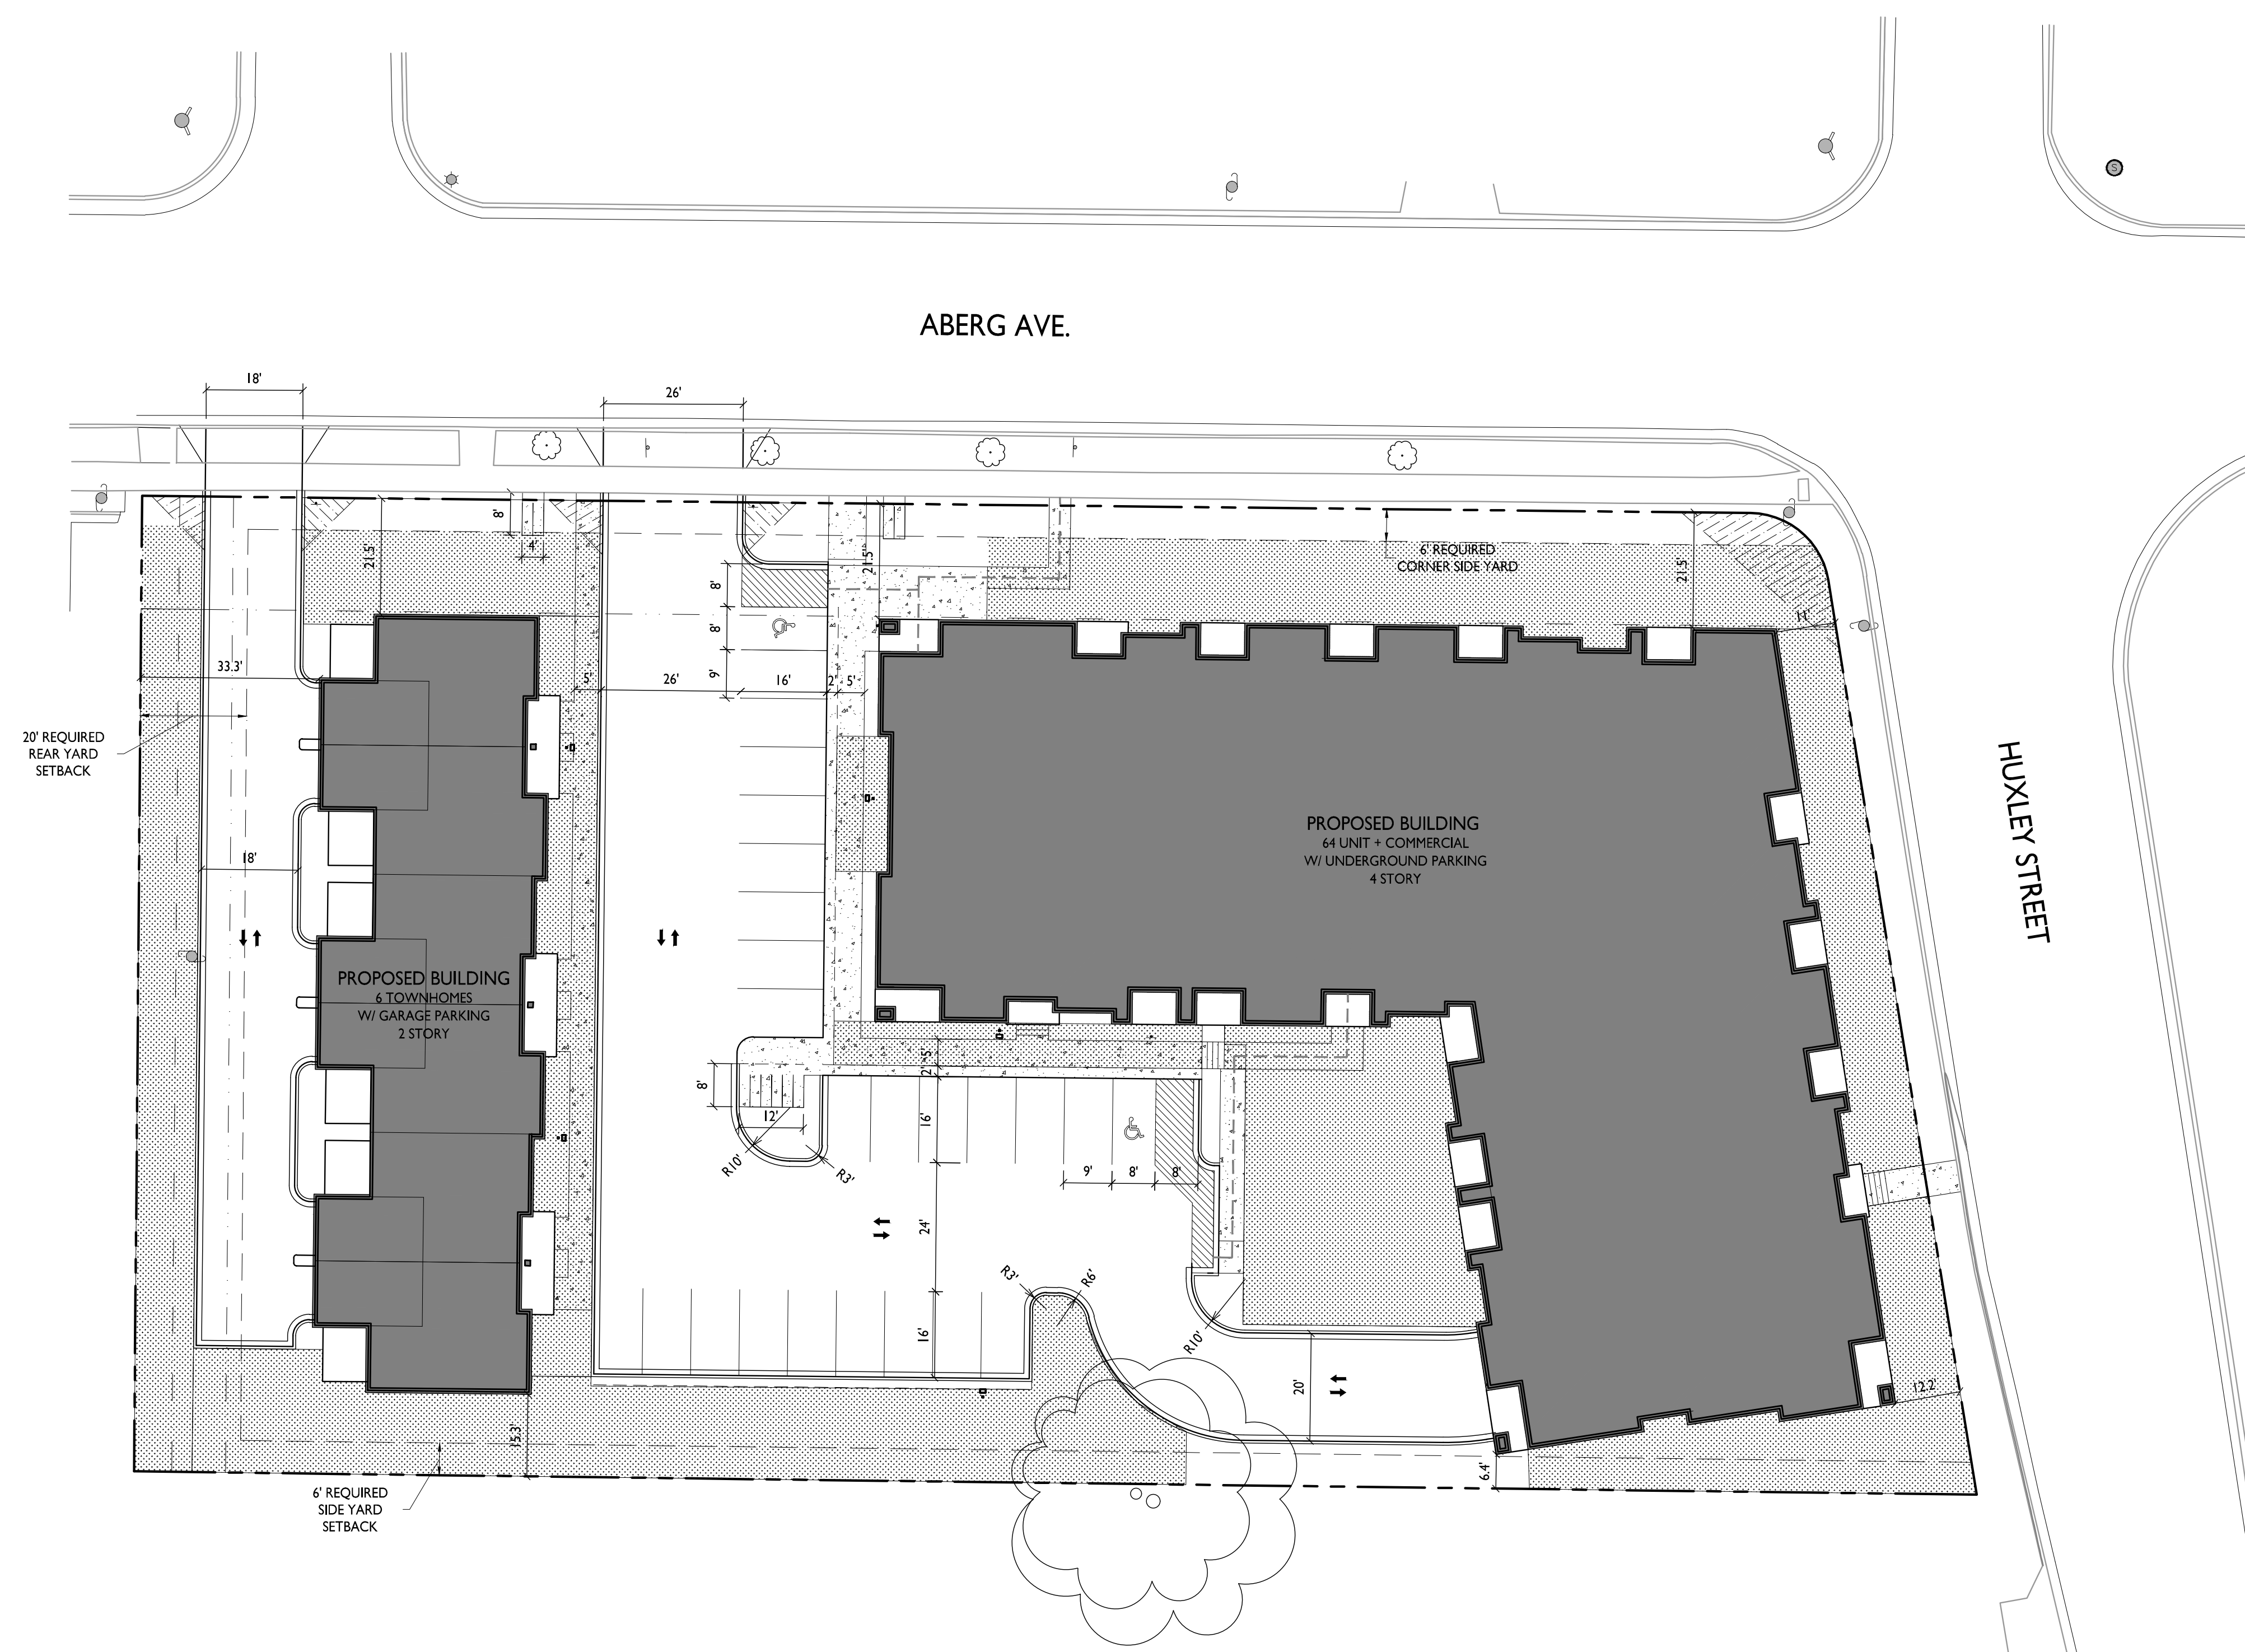 S
ABERG AVE.
18'
26'
8'
4'
21.5'
21.5'
6' REQUIRED
CORNER SIDE YARD
21.5'
11'
8'
8'
9'
33.3'
5'
26'
16'
2'
5'
20' REQUIRED
REAR YARD
SETBACK
18'
HUXLEY STREET
PROPOSED BUILDING
64 UNIT + COMMERCIAL
W/ UNDERGROUND PARKING
4 STORY
PROPOSED BUILDING
6 TOWNHOMES
W/ GARAGE PARKING
2 STORY
5'
2'
8'
12'
16'
R10'
R3'
9'
8'
8'
24'
R3'
R6'
16'
R10'
20'
12.2'
15.3'
6.4'
6' REQUIRED
SIDE YARD
SETBACK